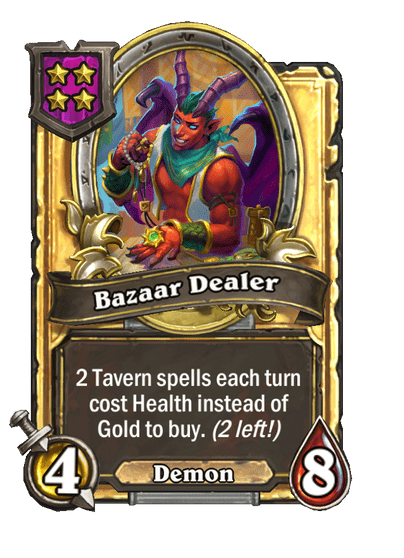 Bazaar Dealer
2 Tavern spells each turn
cost Health instead of
Gold to buy. (2 left!)
4
Demon
8